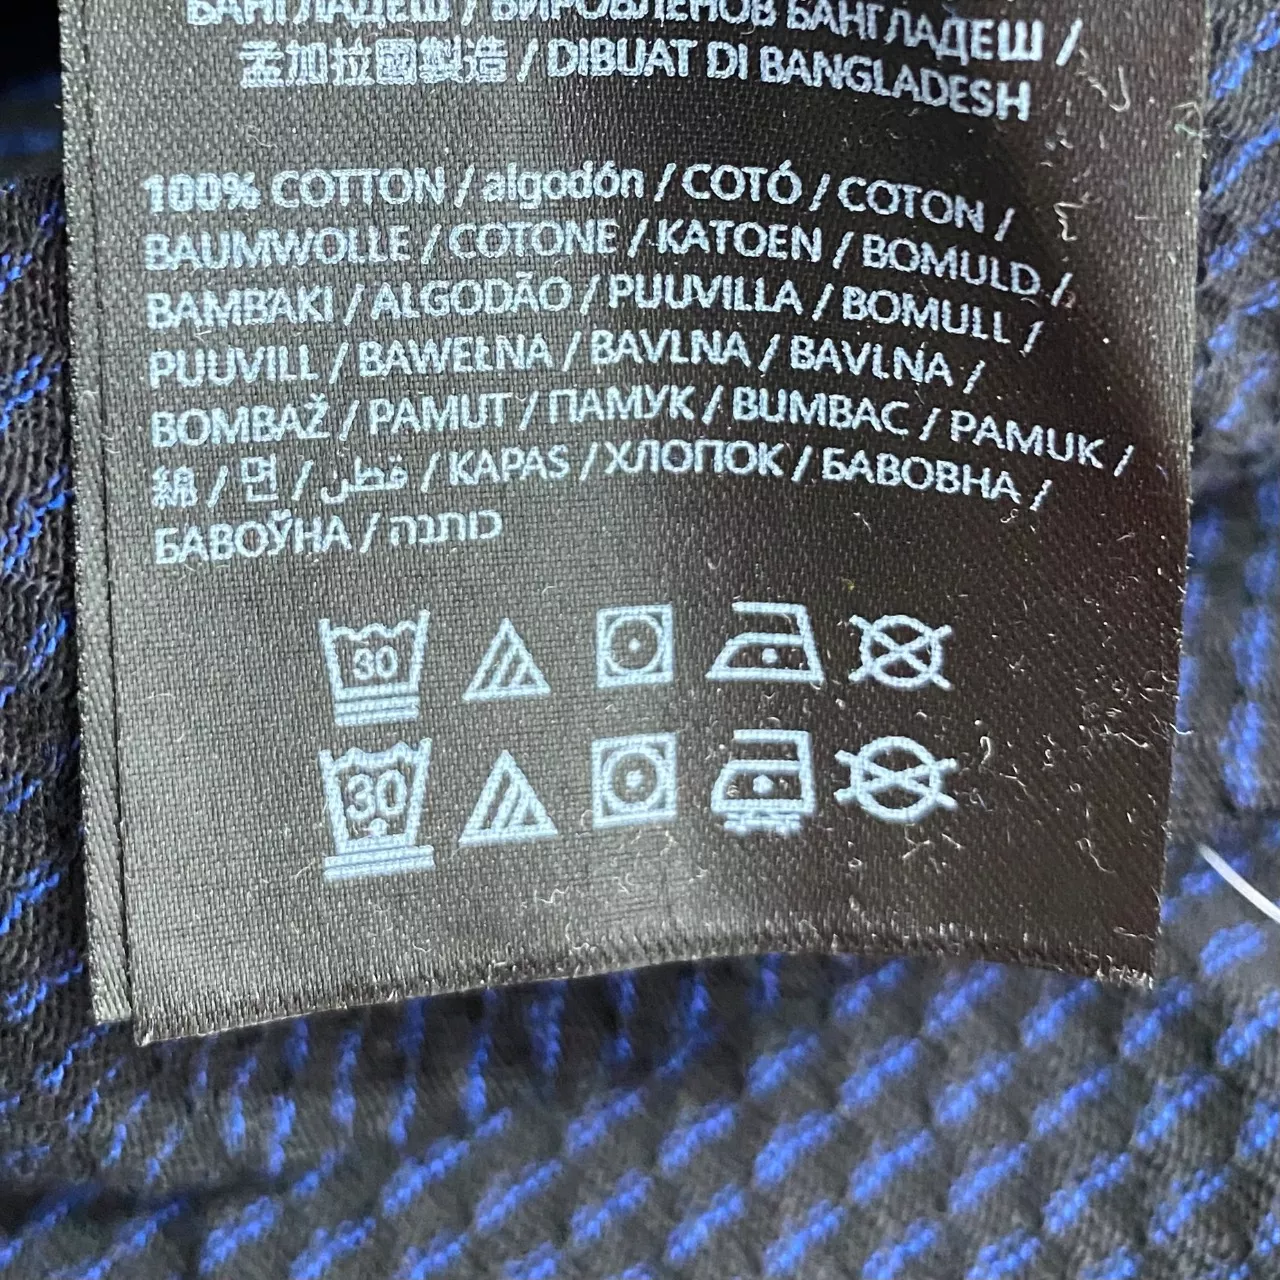 БАНГЛАДЕШ / ВИРОБЛЕНОВ БАНГЛАДЕШ /
孟加拉國製造 / DIBUAT DI BANGLADESH
100% COTTON / algodón / COTÓ / COTON /
BAUMWOLLE / COTONE / KATOEN / BOMULD /
BAMBAKI / ALGODÃO / PUUVILLA / BOMULL /
PUUVILL / BAWEŁNA / BAVLNA / BAVLNA /
BOMBAŽ / PAMUT / ПАМУК / BUMBAC / PAMUK /
綿 / 면 / قطن / KAPAS / ХЛОПОК / БАВОВНА /
БАВОЎНА / כותנה
30
30